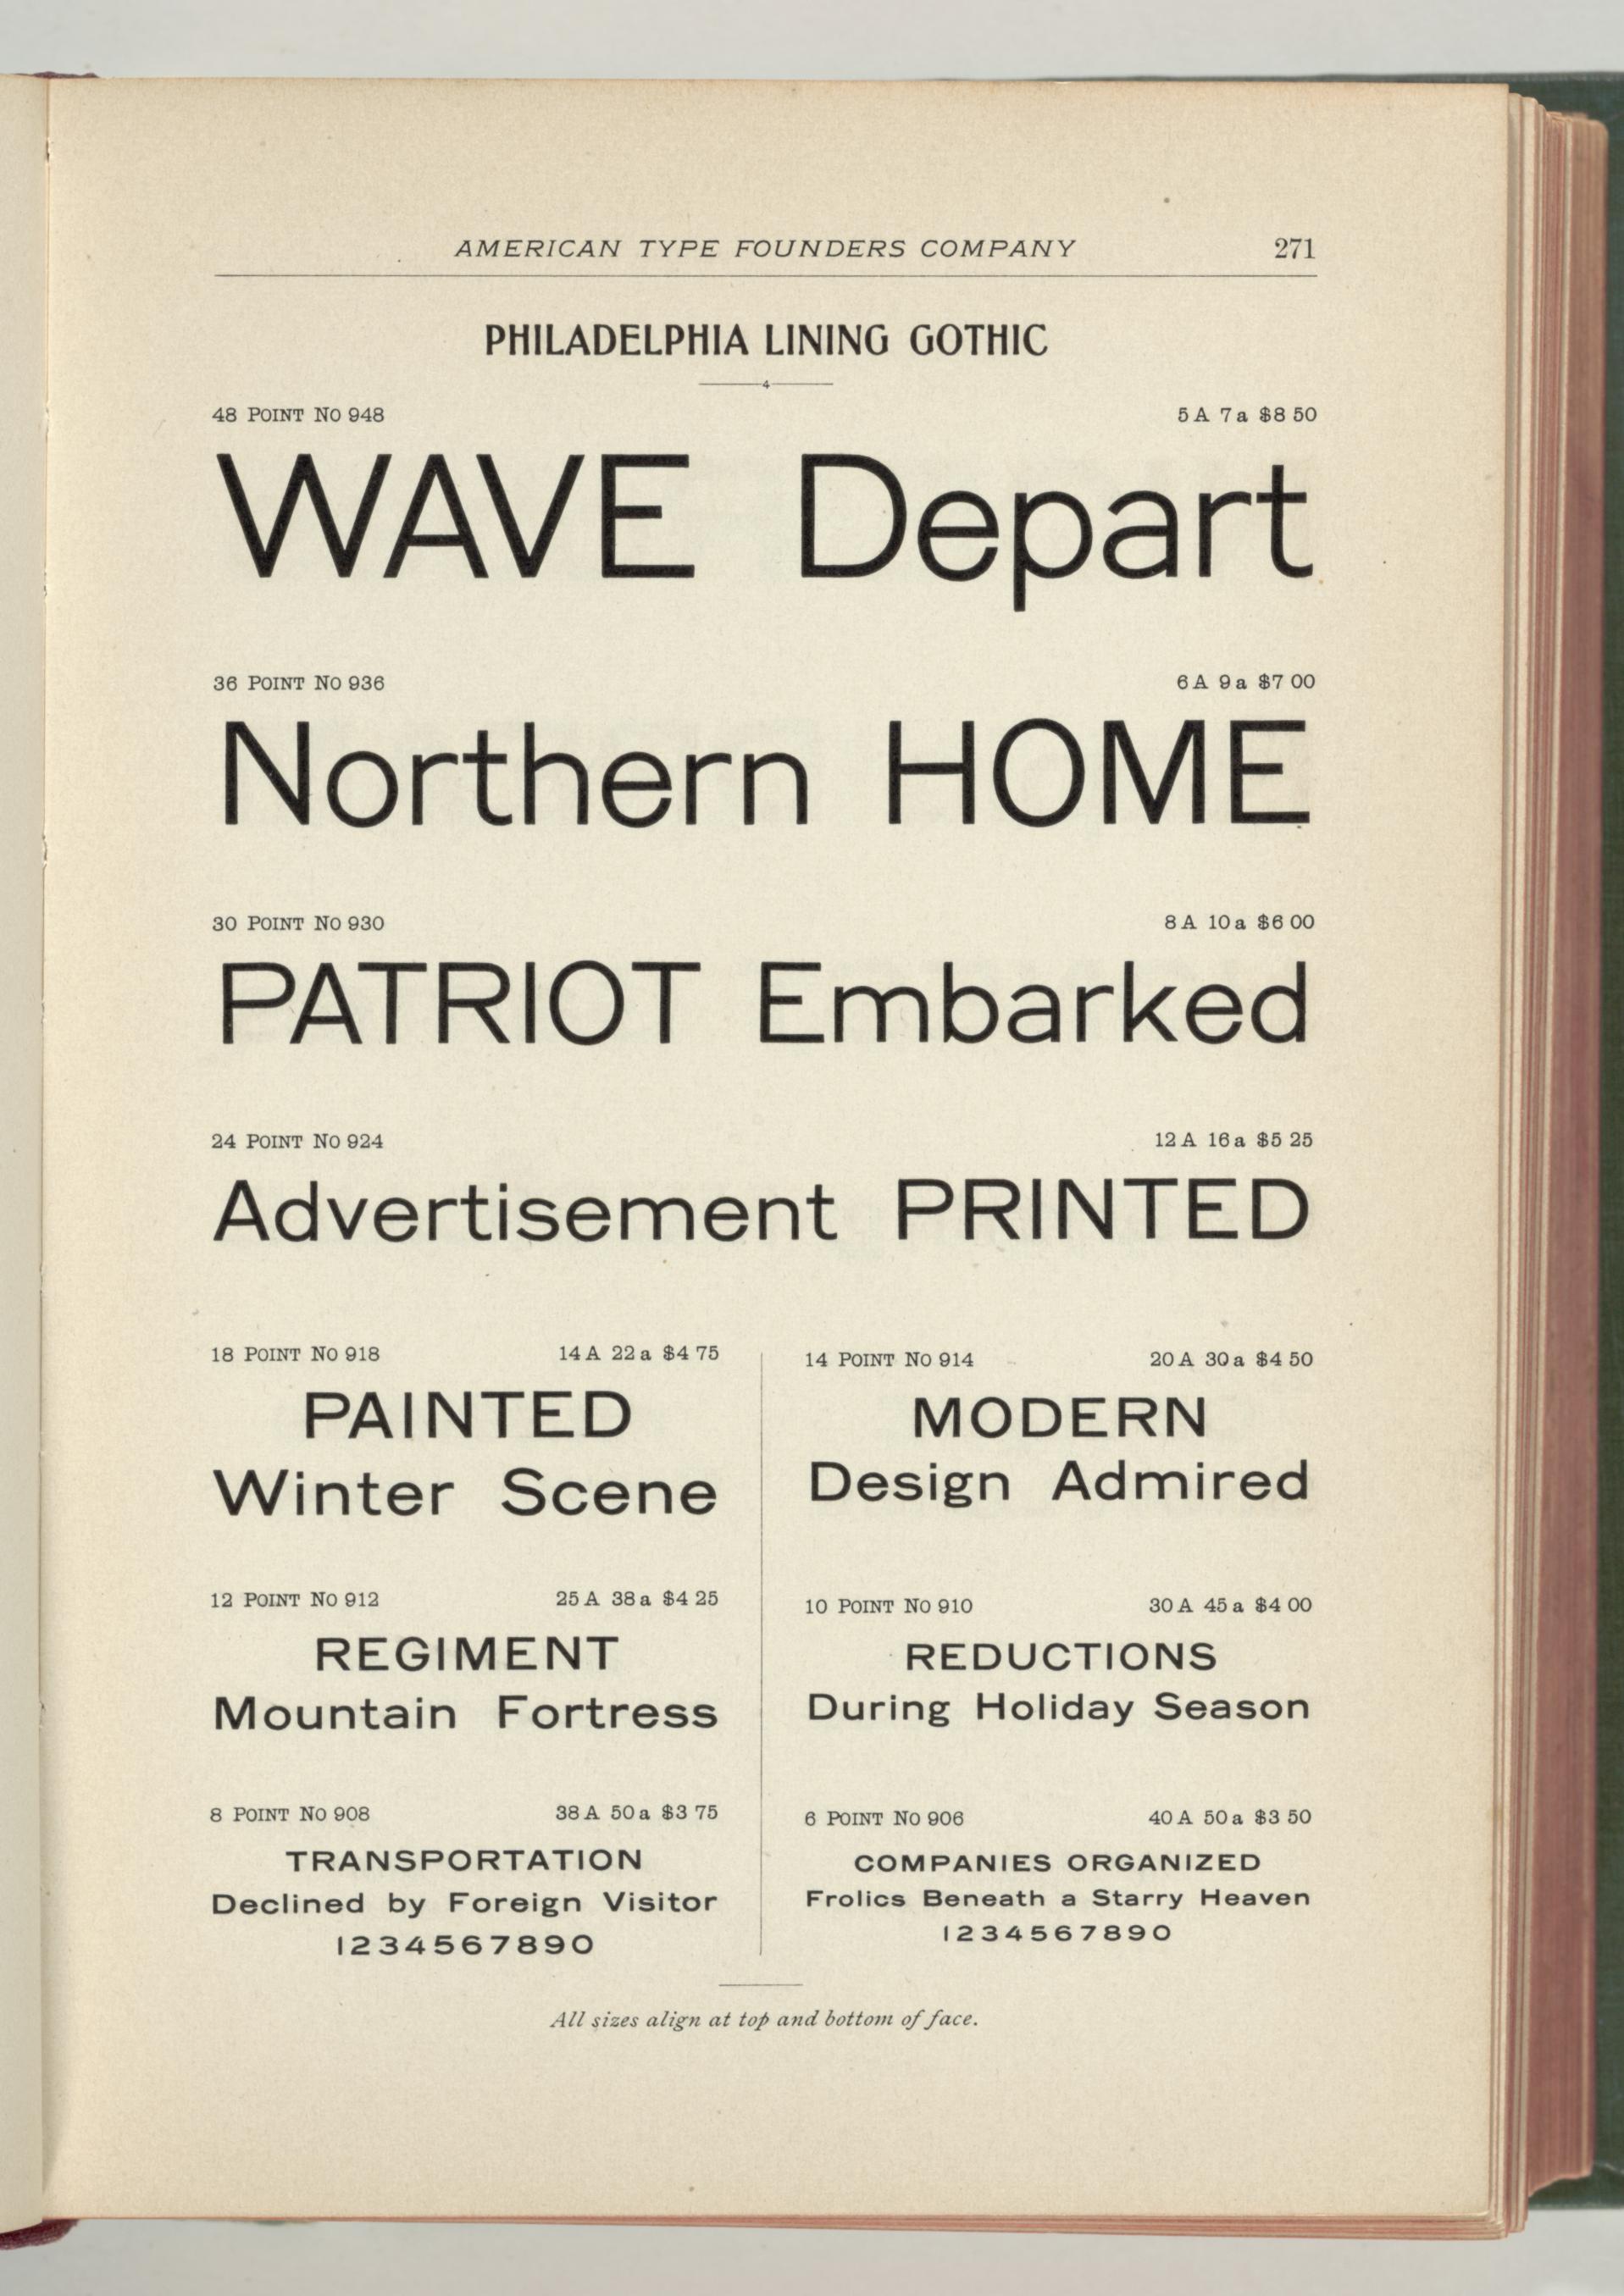 AMERICAN TYPE FOUNDERS COMPANY 271
PHILADELPHIA LINING GOTHIC
48 POINT NO 948 5 A 7 a $8 50
WAVE Depart
36 POINT NO 936 6 A 9 a $7 00
Northern HOME
30 POINT NO 930 8 A 10 a $6 00
PATRIOT Embarked
24 POINT NO 924 12 A 16 a $5 25
Advertisement PRINTED
18 POINT NO 918 14 A 22 a $4 75
PAINTED
Winter Scene
14 POINT NO 914 20 A 30 a $4 50
MODERN
Design Admired
12 POINT NO 912 25 A 38 a $4 25
REGIMENT
Mountain Fortress
10 POINT NO 910 30 A 45 a $4 00
REDUCTIONS
During Holiday Season
8 POINT NO 908 38 A 50 a $3 75
TRANSPORTATION
Declined by Foreign Visitor
1234567890
6 POINT NO 906 40 A 50 a $3 50
COMPANIES ORGANIZED
Frolics Beneath a Starry Heaven
1234567890
All sizes align at top and bottom of face.